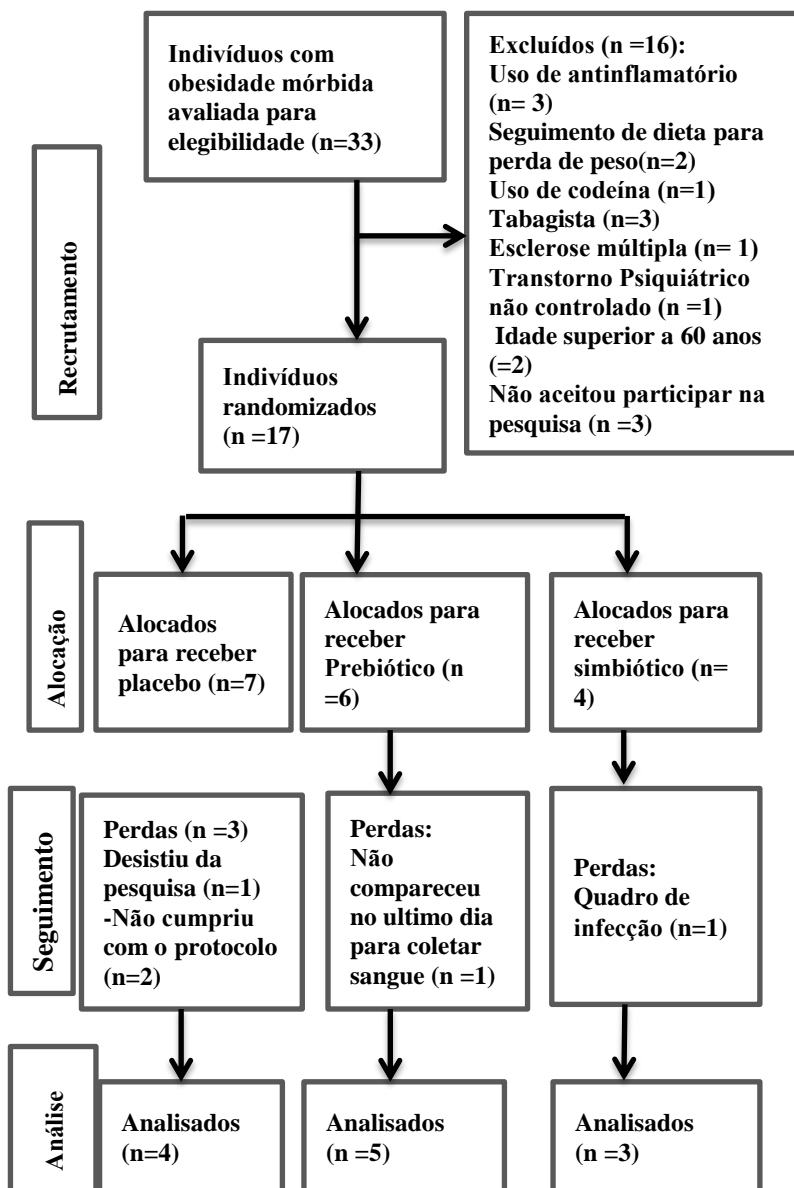 Indivíduos com
obesidade mórbida
avaliada para
elegibilidade (n=33)
Excluídos (n =16):
Uso de antinflamatório
(n= 3)
Seguimento de dieta para
perda de peso(n=2)
Uso de codeína (n=1)
Tabagista (n=3)
Esclerose múltipla (n= 1)
Transtorno Psiquiátrico
não controlado (n =1)
Idade superior a 60 anos
(=2)
Não aceitou participar na
pesquisa (n =3)
Recrutamento
Indivíduos
randomizados
(n =17)
Alocação
Alocados
para receber
placebo (n=7)
Alocados para
receber
Prebiótico (n
=6)
Alocados para
receber
simbiótico (n=
4)
Seguimento
Perdas (n =3)
Desistiu da
pesquisa (n=1)
-Não cumpriu
com o protocolo
(n=2)
Perdas:
Não
compareceu
no ultimo dia
para coletar
sangue (n =1)
Perdas:
Quadro de
infecção (n=1)
Análise
Analisados
(n=4)
Analisados
(n =5)
Analisados
(n =3)